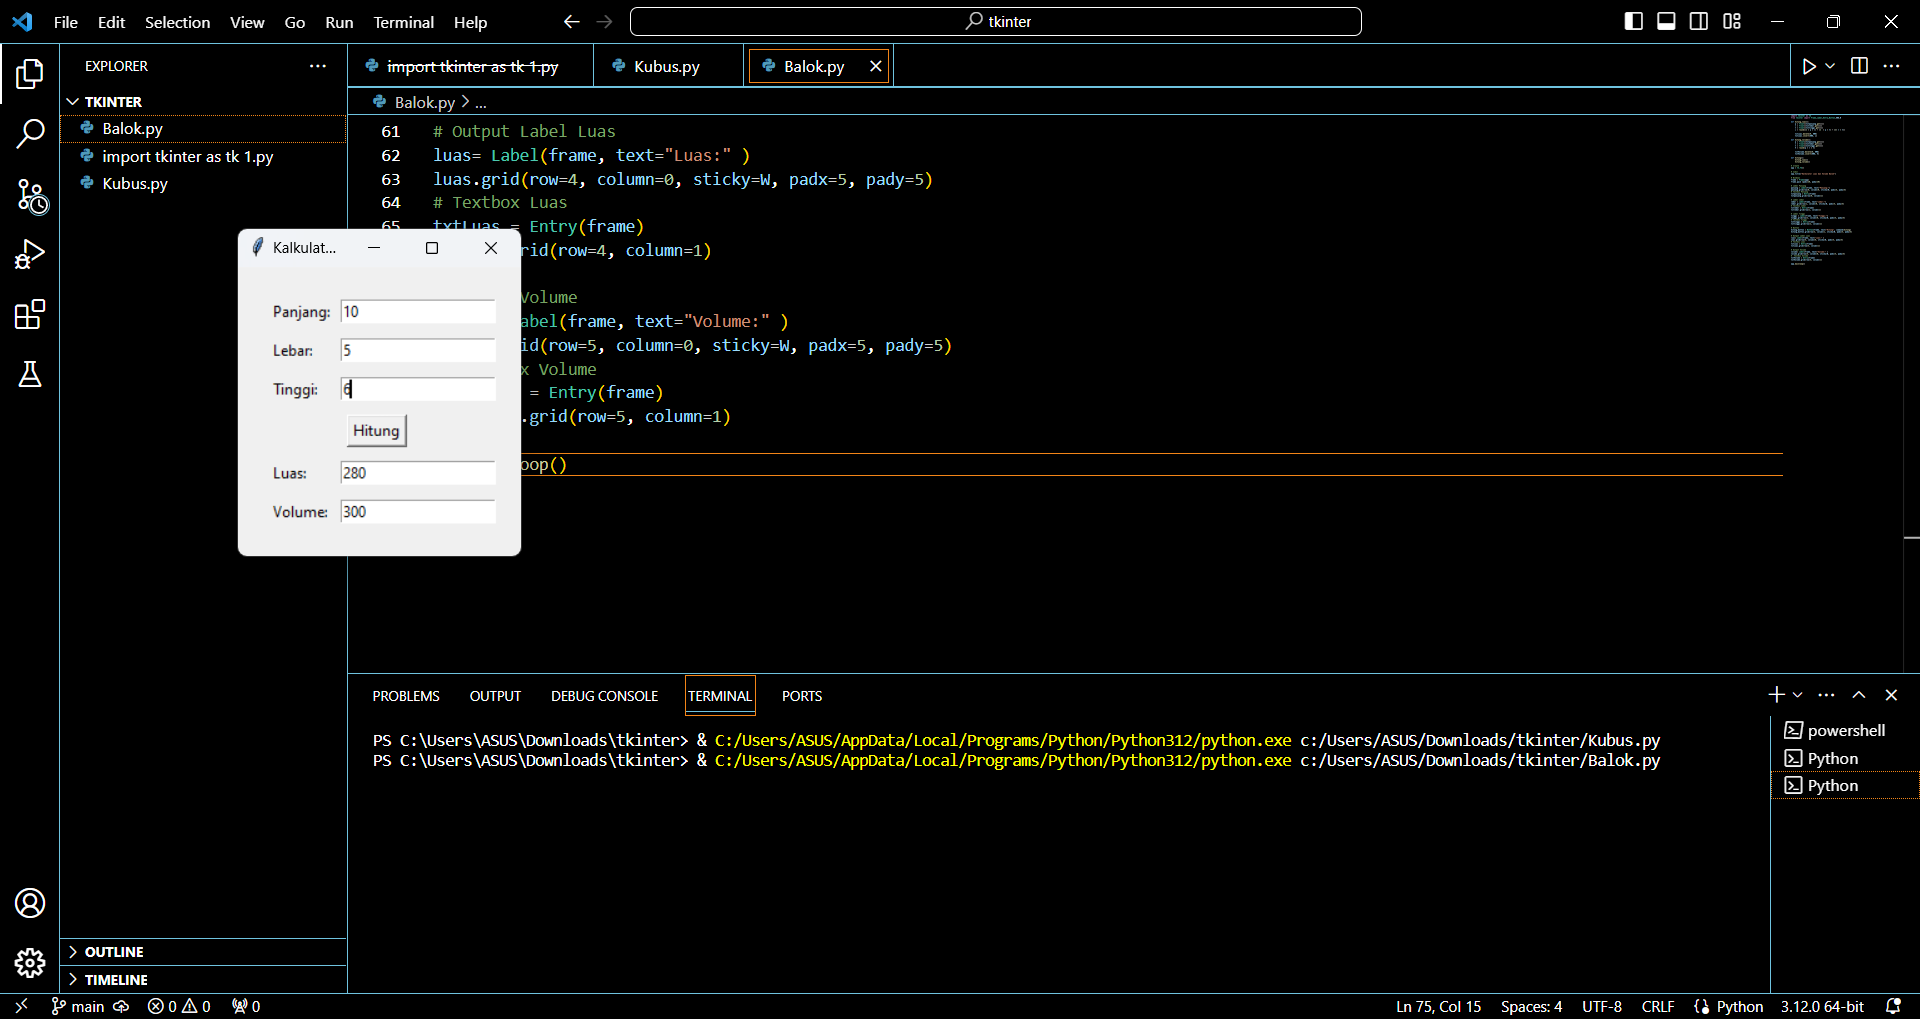 File Edit Selection View Go Run Terminal Help
tkinter
EXPLORER
TKINTER
Balok.py
import tkinter as tk 1.py
Kubus.py
OUTLINE
TIMELINE
import tkinter as tk 1.py Kubus.py Balok.py
Balok.py > ...
61 # Output Label Luas
62 luas= Label(frame, text="Luas:" )
63 luas.grid(row=4, column=0, sticky=W, padx=5, pady=5)
64 # Textbox Luas
65 txtLuas = Entry(frame)
rid(row=4, column=1)
Volume
abel(frame, text="Volume:" )
id(row=5, column=0, sticky=W, padx=5, pady=5)
x Volume
= Entry(frame)
.grid(row=5, column=1)
oop()
Kalkulat...
Panjang: 10
Lebar: 5
Tinggi: 6
Hitung
Luas: 280
Volume: 300
PROBLEMS OUTPUT DEBUG CONSOLE TERMINAL PORTS
PS C:\Users\ASUS\Downloads\tkinter> & C:/Users/ASUS/AppData/Local/Programs/Python/Python312/python.exe c:/Users/ASUS/Downloads/tkinter/Kubus.py
PS C:\Users\ASUS\Downloads\tkinter> & C:/Users/ASUS/AppData/Local/Programs/Python/Python312/python.exe c:/Users/ASUS/Downloads/tkinter/Balok.py
powershell
Python
Python
main 0 0 0 Ln 75, Col 15 Spaces: 4 UTF-8 CRLF Python 3.12.0 64-bit